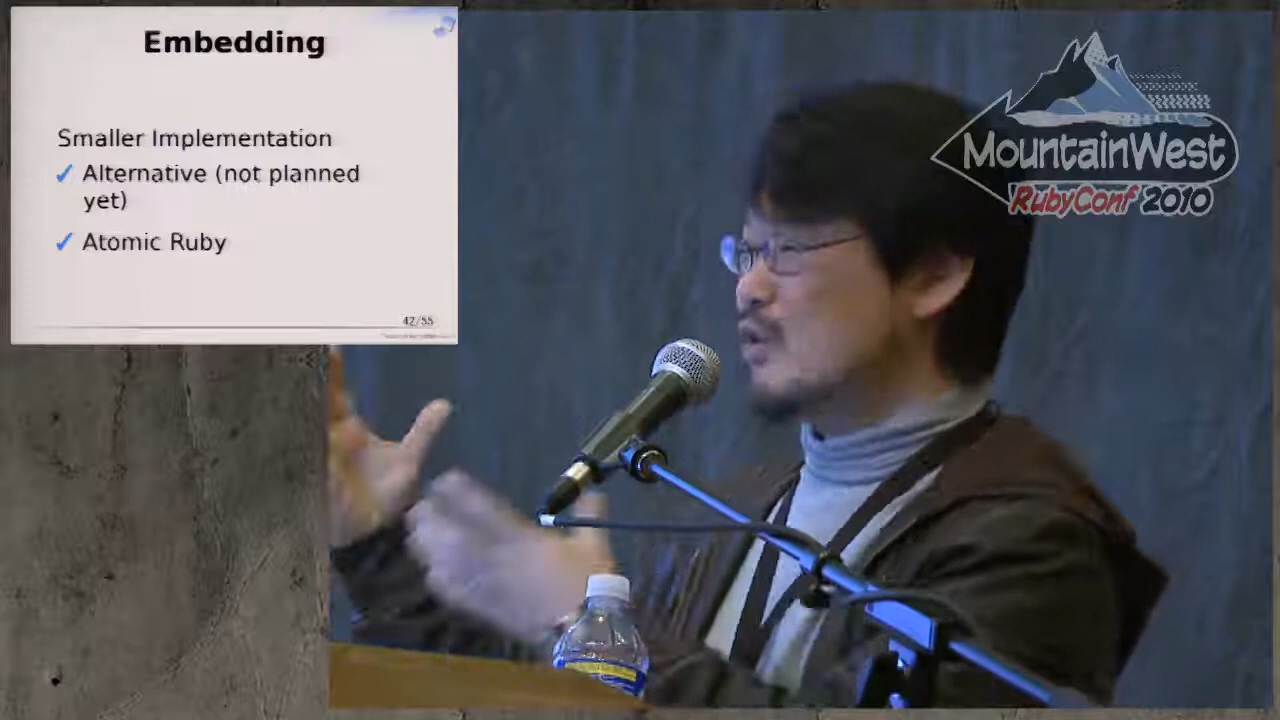 Embedding
Smaller Implementation
✓ Alternative (not planned
yet)
✓ Atomic Ruby
42/55
MountainWest
RubyConf 2010